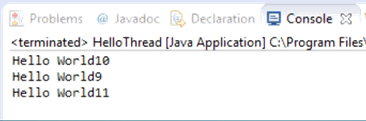 Problems @ Javadoc Declaration Console
<terminated> HelloThread [Java Application] C:\Program Files\
Hello World10
Hello World9
Hello World11